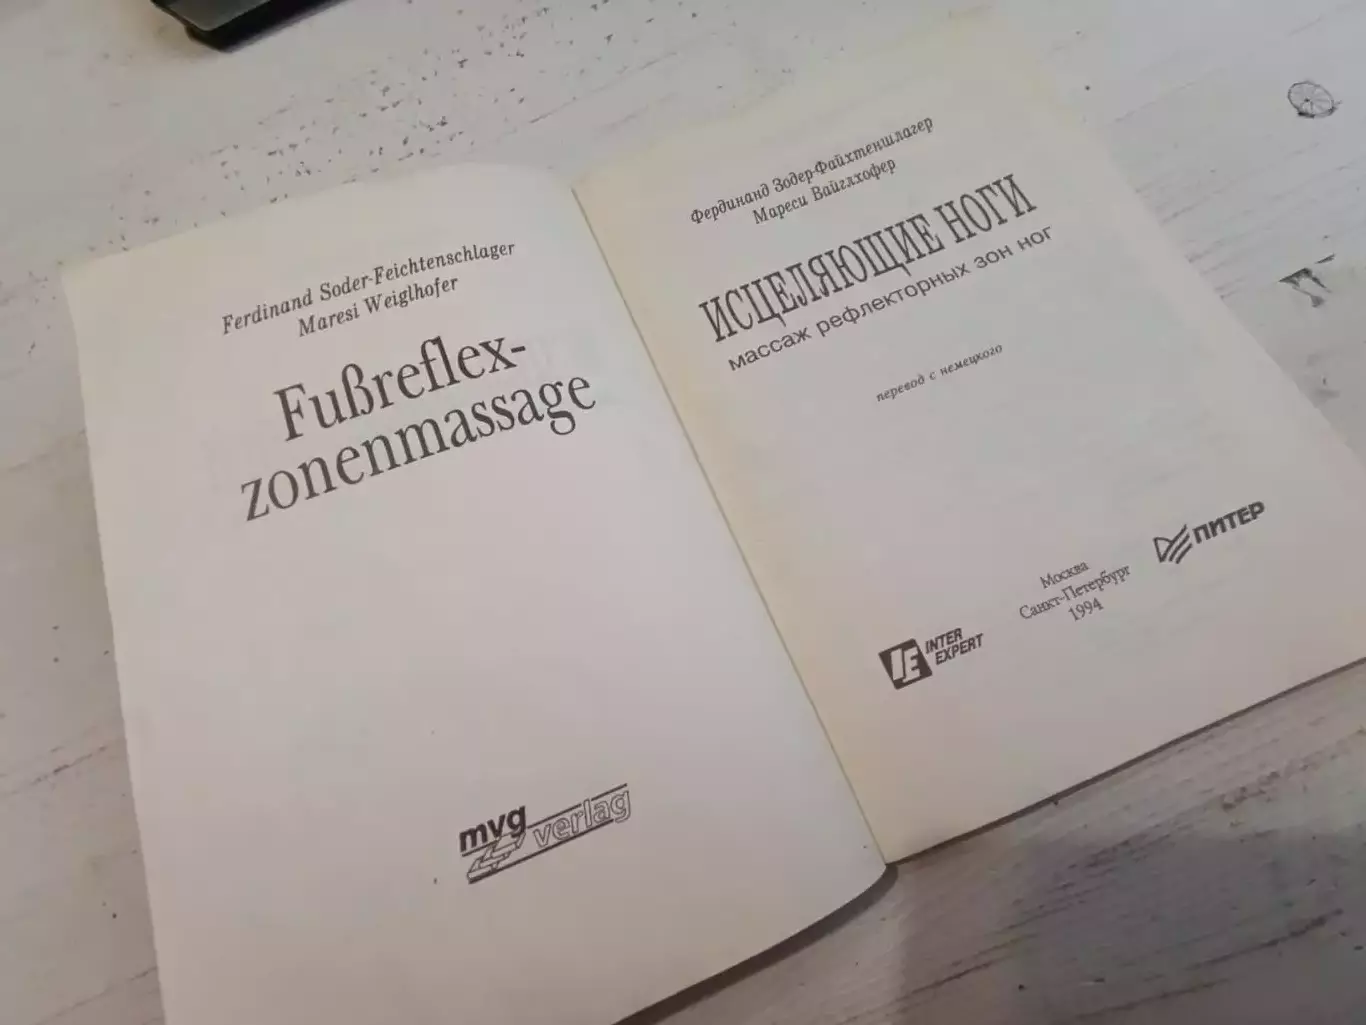 Ferdinand Soder-Feichtenschlager
Maresi Weiglhofer
Fußreflex-
zonenmassage
mvg
verlag
Фердинанд Зодер-Файхтеншлагер
Мареси Вайглхофер
ИСЦЕЛЯЮЩИЕ НОГИ
массаж рефлекторных зон ног
перевод с немецкого
IE INTER
EXPERT
Москва
Санкт-Петербург
1994
ПИТЕР